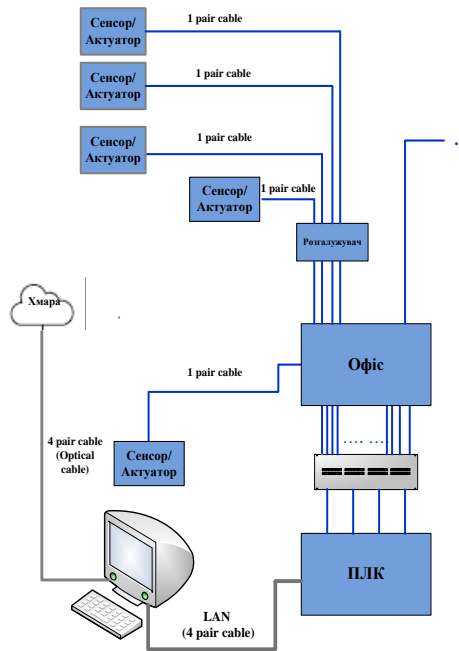 1 pair cable
Сенсор/
Актуатор
1 pair cable
Сенсор/
Актуатор
1 pair cable
Сенсор/
Актуатор
1 pair cable
Сенсор/
Актуатор
Розгалужувач
Хмара
Офіс
1 pair cable
4 pair cable
(Optical
cable)
Сенсор/
Актуатор
.... ....
ПЛК
LAN
(4 pair cable)